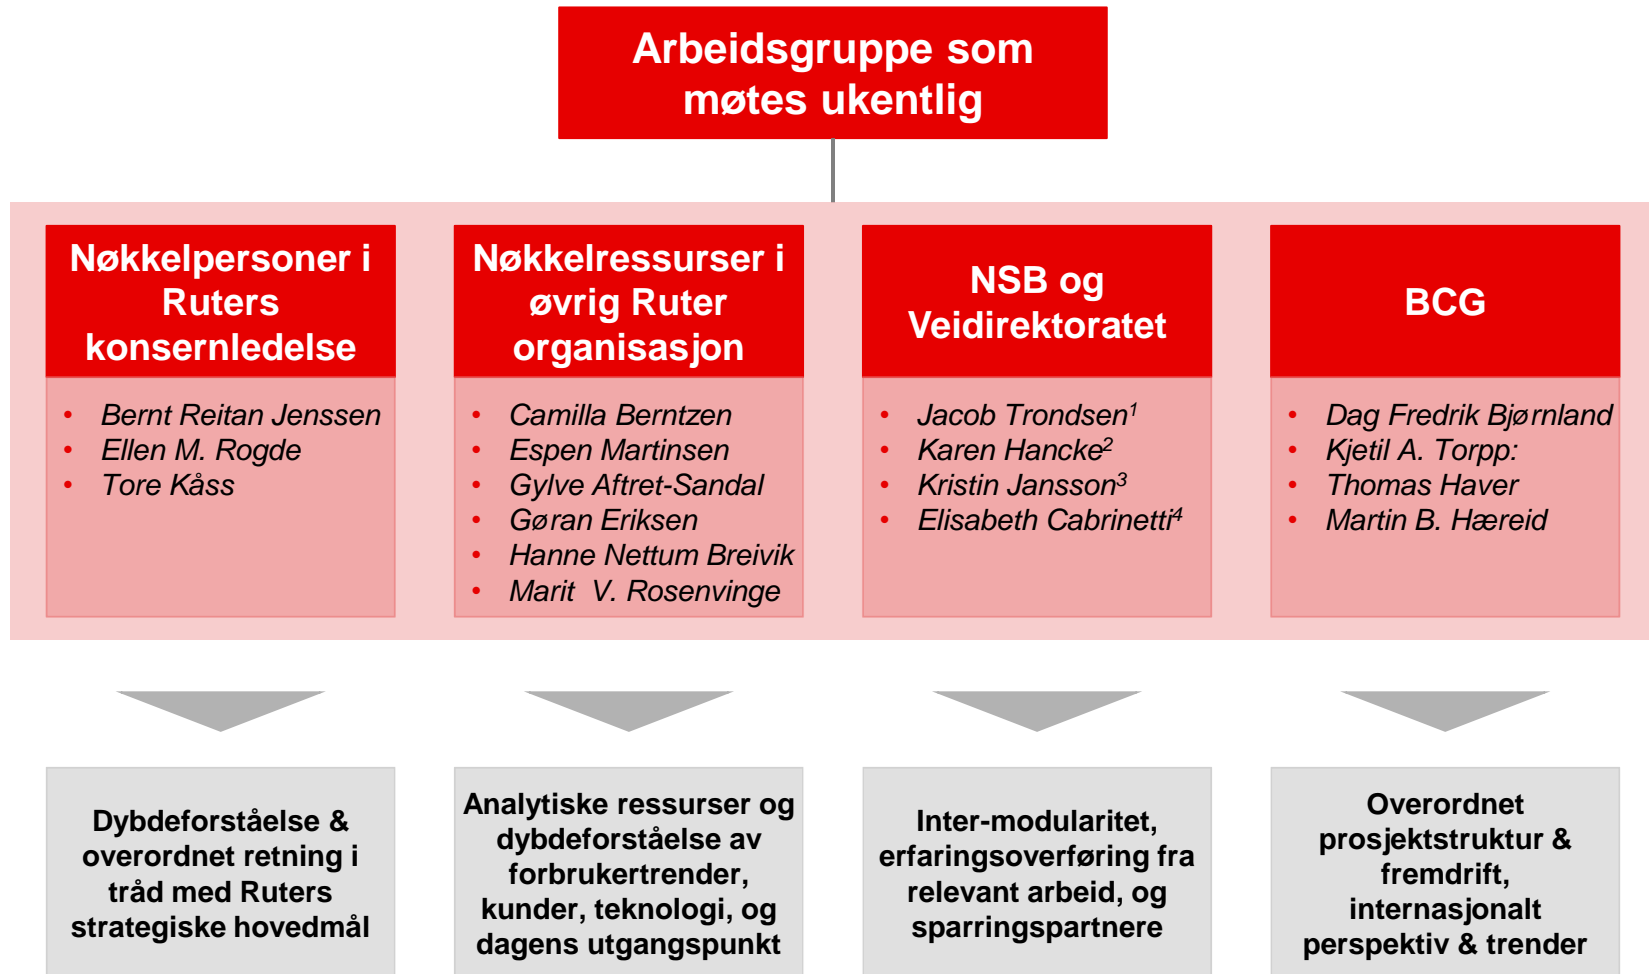 Arbeidsgruppe som
møtes ukentlig
Nøkkelpersoner i
Ruters
konsernledelse
• Bernt Reitan Jenssen
• Ellen M. Rogde
• Tore Kåss
Nøkkelressurser i
øvrig Ruter
organisasjon
• Camilla Berntzen
• Espen Martinsen
• Gylve Aftret-Sandal
• Gøran Eriksen
• Hanne Nettum Breivik
• Marit V. Rosenvinge
NSB og
Veidirektoratet
• Jacob Trondsen1
• Karen Hancke2
• Kristin Jansson3
• Elisabeth Cabrinetti4
BCG
• Dag Fredrik Bjørnland
• Kjetil A. Torpp:
• Thomas Haver
• Martin B. Hæreid
Dybdeforståelse &
overordnet retning i
tråd med Ruters
strategiske hovedmål
Analytiske ressurser og
dybdeforståelse av
forbrukertrender,
kunder, teknologi, og
dagens utgangspunkt
Inter-modularitet,
erfaringsoverføring fra
relevant arbeid, og
sparringspartnere
Overordnet
prosjektstruktur &
fremdrift,
internasjonalt
perspektiv & trender